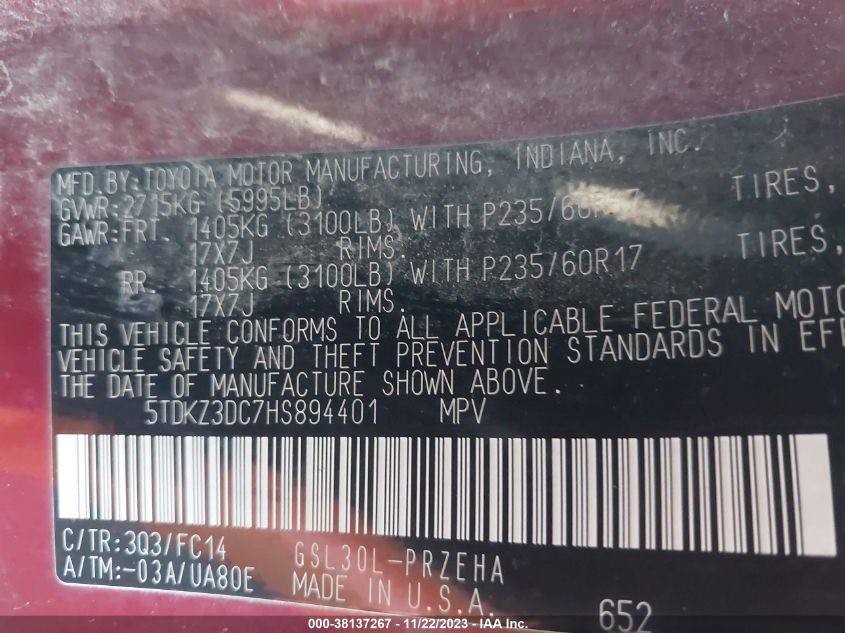 MFD. BY: TOYOTA MOTOR MANUFACTURING, INDIANA, INC.
GVWR: 2715KG (5995LB)
GAWR: FRT. 1405KG (3100LB) WITH P235/60R17 TIRES,
17X7J RIMS.
RR. 1405KG (3100LB) WITH P235/60R17 TIRES,
17X7J RIMS.
THIS VEHICLE CONFORMS TO ALL APPLICABLE FEDERAL MOTO
VEHICLE SAFETY AND THEFT PREVENTION STANDARDS IN EFF
THE DATE OF MANUFACTURE SHOWN ABOVE.
5TDKZ3DC7HS894401 MPV
C/TR:3Q3/FC14 GSL30L-PRZEHA
A/TM:-03A/UA80E MADE IN U.S.A. 652
000-38137267 - 11/22/2023 - IAA Inc.